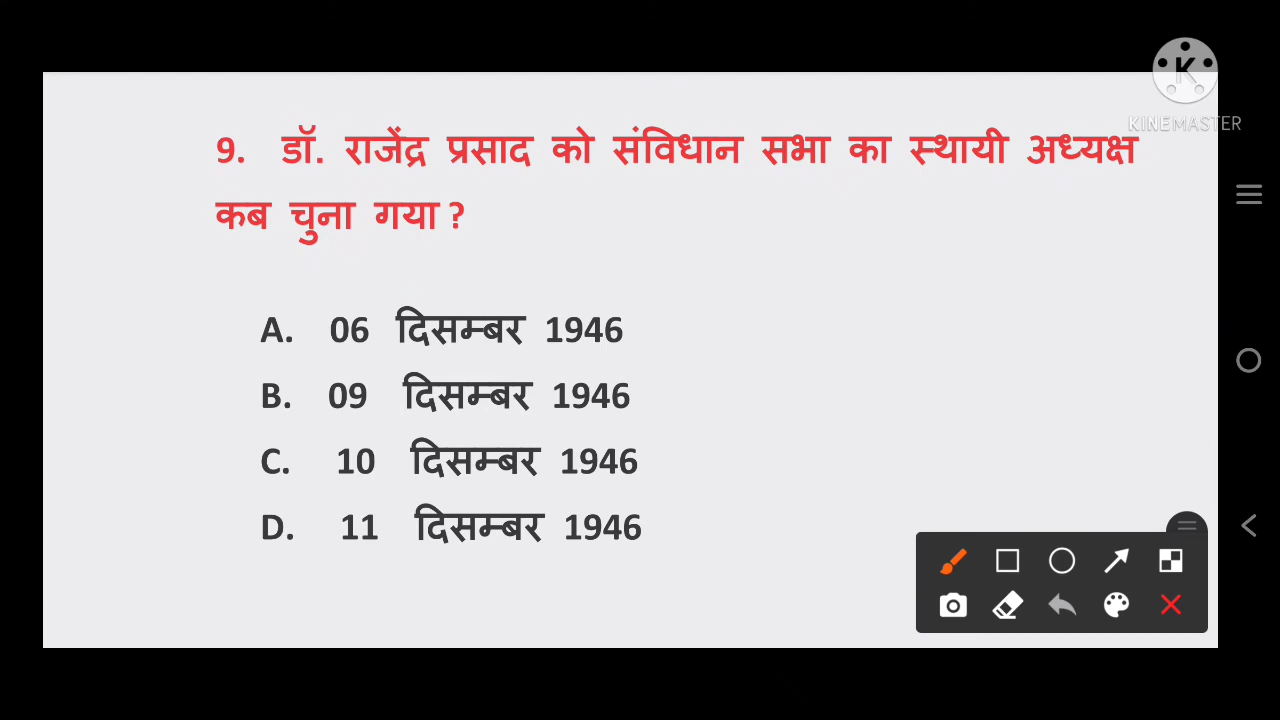 KINEMASTER
9. डॉ. राजेंद्र प्रसाद को संविधान सभा का स्थायी अध्यक्ष
कब चुना गया ?
A. 06 दिसम्बर 1946
B. 09 दिसम्बर 1946
C. 10 दिसम्बर 1946
D. 11 दिसम्बर 1946